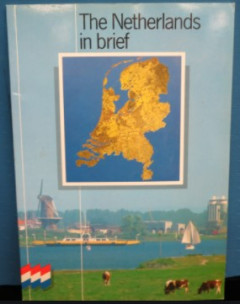 The Netherlands
in brief